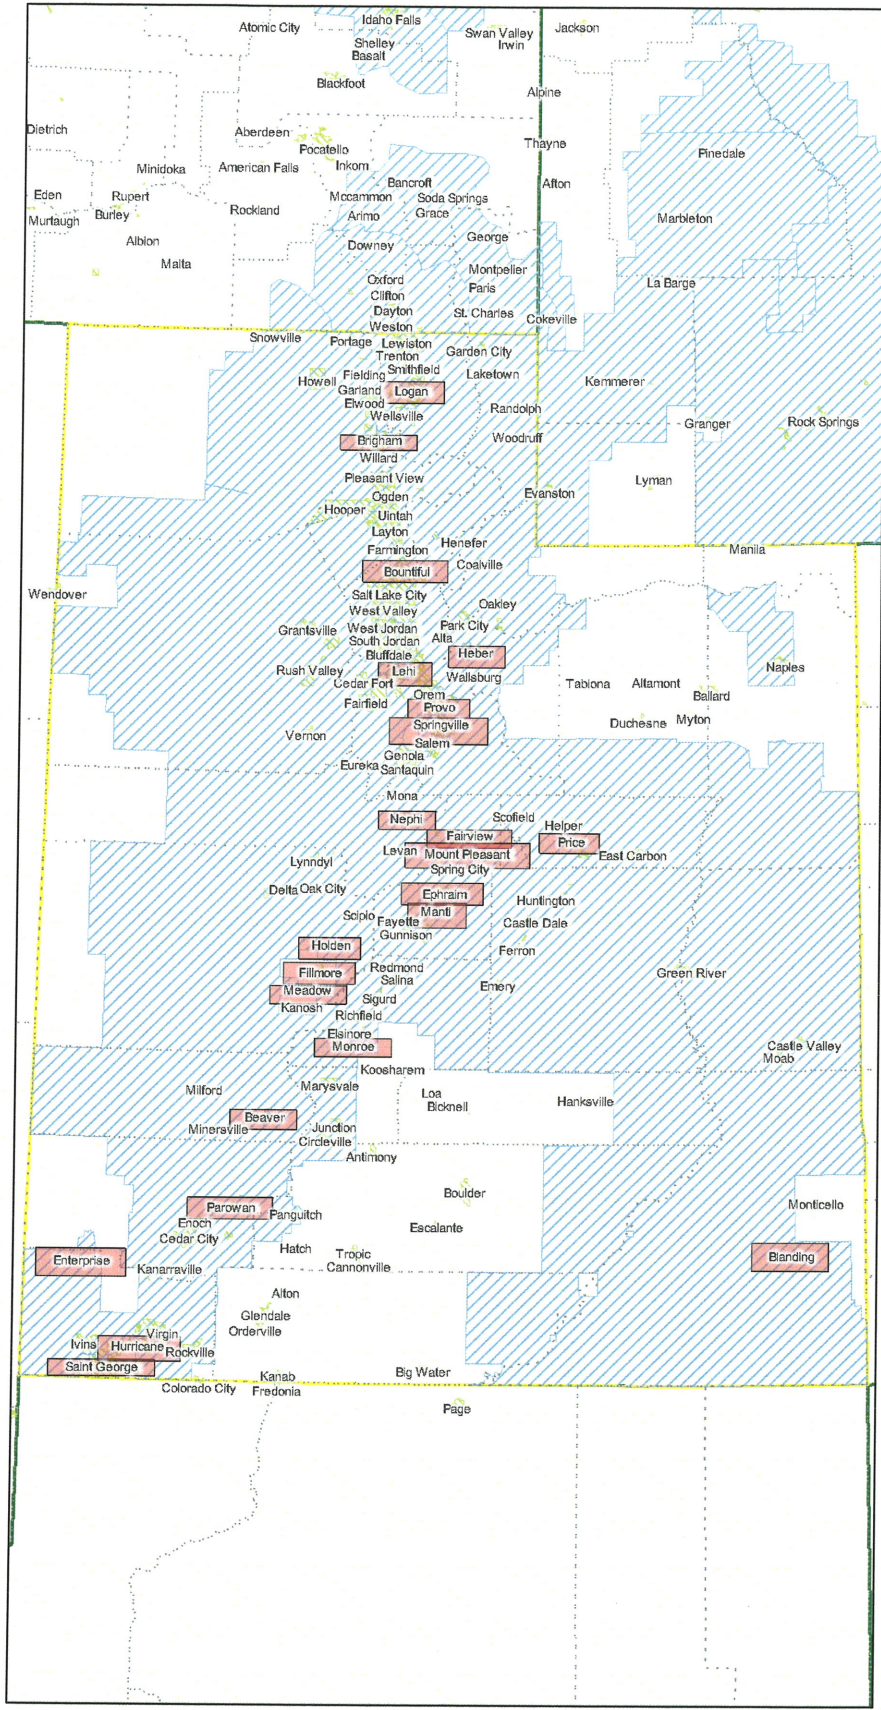 Atomic City
Idaho Falls
Swan Valley
Jackson
Irwin
Shelley
Basalt
Blackfoot
Alpine
Dietrich
Aberdeen
Pocatello
Thayne
Pinedale
Minidoka
American Falls
Inkom
Bancroft
Afton
Eden
Rupert
Mccammon
Soda Springs
Murtaugh
Burley
Rockland
Arimo
Grace
Marbleton
Albion
Downey
George
Malta
Montpelier
Oxford
Paris
La Barge
Clifton
Dayton
St. Charles
Cokeville
Weston
Snowville
Portage
Lewiston
Trenton
Garden City
Smithfield
Fielding
Laketown
Howell
Garland
Logan
Kemmerer
Elwood
Wellsville
Randolph
Granger
Rock Springs
Brigham
Woodruff
Willard
Pleasant View
Lyman
Ogden
Evanston
Hooper
Uintah
Layton
Farmington
Henefer
Manila
Bountiful
Coalville
Wendover
Salt Lake City
West Valley
Oakley
Grantsville
West Jordan
Park City
South Jordan
Alta
Bluffdale
Heber
Rush Valley
Lehi
Wallsburg
Naples
Cedar Fort
Tabiona
Altamont
Fairfield
Orem
Ballard
Provo
Duchesne
Myton
Vernon
Springville
Salem
Genola
Eureka
Santaquin
Mona
Nephi
Scofield
Helper
Fairview
Price
Levan
Mount Pleasant
East Carbon
Lynndyl
Spring City
Delta
Oak City
Ephraim
Huntington
Scipio
Manti
Fayette
Castle Dale
Gunnison
Holden
Ferron
Fillmore
Redmond
Green River
Salina
Meadow
Emery
Sigurd
Kanosh
Richfield
Elsinore
Monroe
Castle Valley
Moab
Koosharem
Milford
Marysvale
Loa
Hanksville
Bicknell
Beaver
Minersville
Junction
Circleville
Antimony
Boulder
Parowan
Panguitch
Monticello
Enoch
Escalante
Cedar City
Hatch
Tropic
Enterprise
Blanding
Kanarraville
Cannonville
Alton
Glendale
Orderville
Virgin
Ivins
Hurricane
Rockville
Saint George
Kanab
Big Water
Colorado City
Fredonia
Page